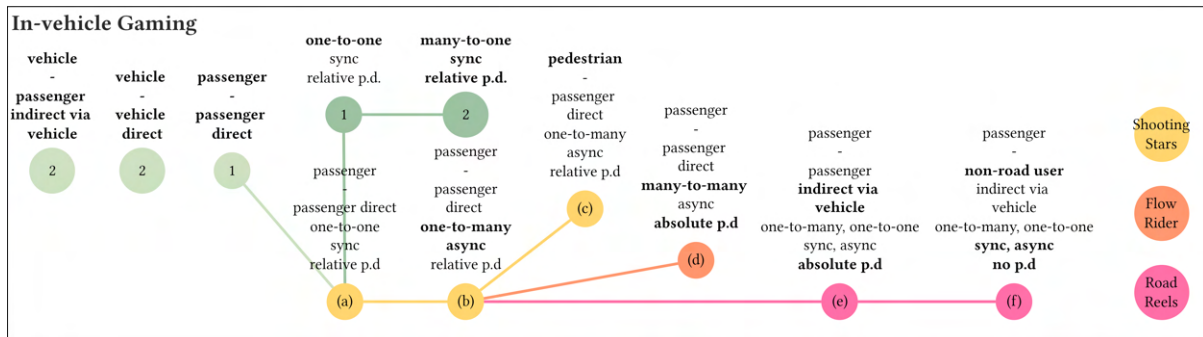 In-vehicle Gaming
vehicle
-
passenger
indirect via
vehicle
2
vehicle
-
vehicle
direct
2
passenger
-
passenger
direct
1
one-to-one
sync
relative p.d.
1
many-to-one
sync
relative p.d.
2
passenger
-
passenger direct
one-to-one
sync
relative p.d
(a)
passenger
-
passenger
direct
one-to-many
async
relative p.d
(b)
pedestrian
-
passenger
direct
one-to-many
async
relative p.d
(c)
passenger
-
passenger
direct
many-to-many
async
absolute p.d
(d)
passenger
-
passenger
indirect via
vehicle
one-to-many, one-to-one
sync, async
absolute p.d
(e)
passenger
-
non-road user
indirect via
vehicle
one-to-many, one-to-one
sync, async
no p.d
(f)
Shooting
Stars
Flow
Rider
Road
Reels